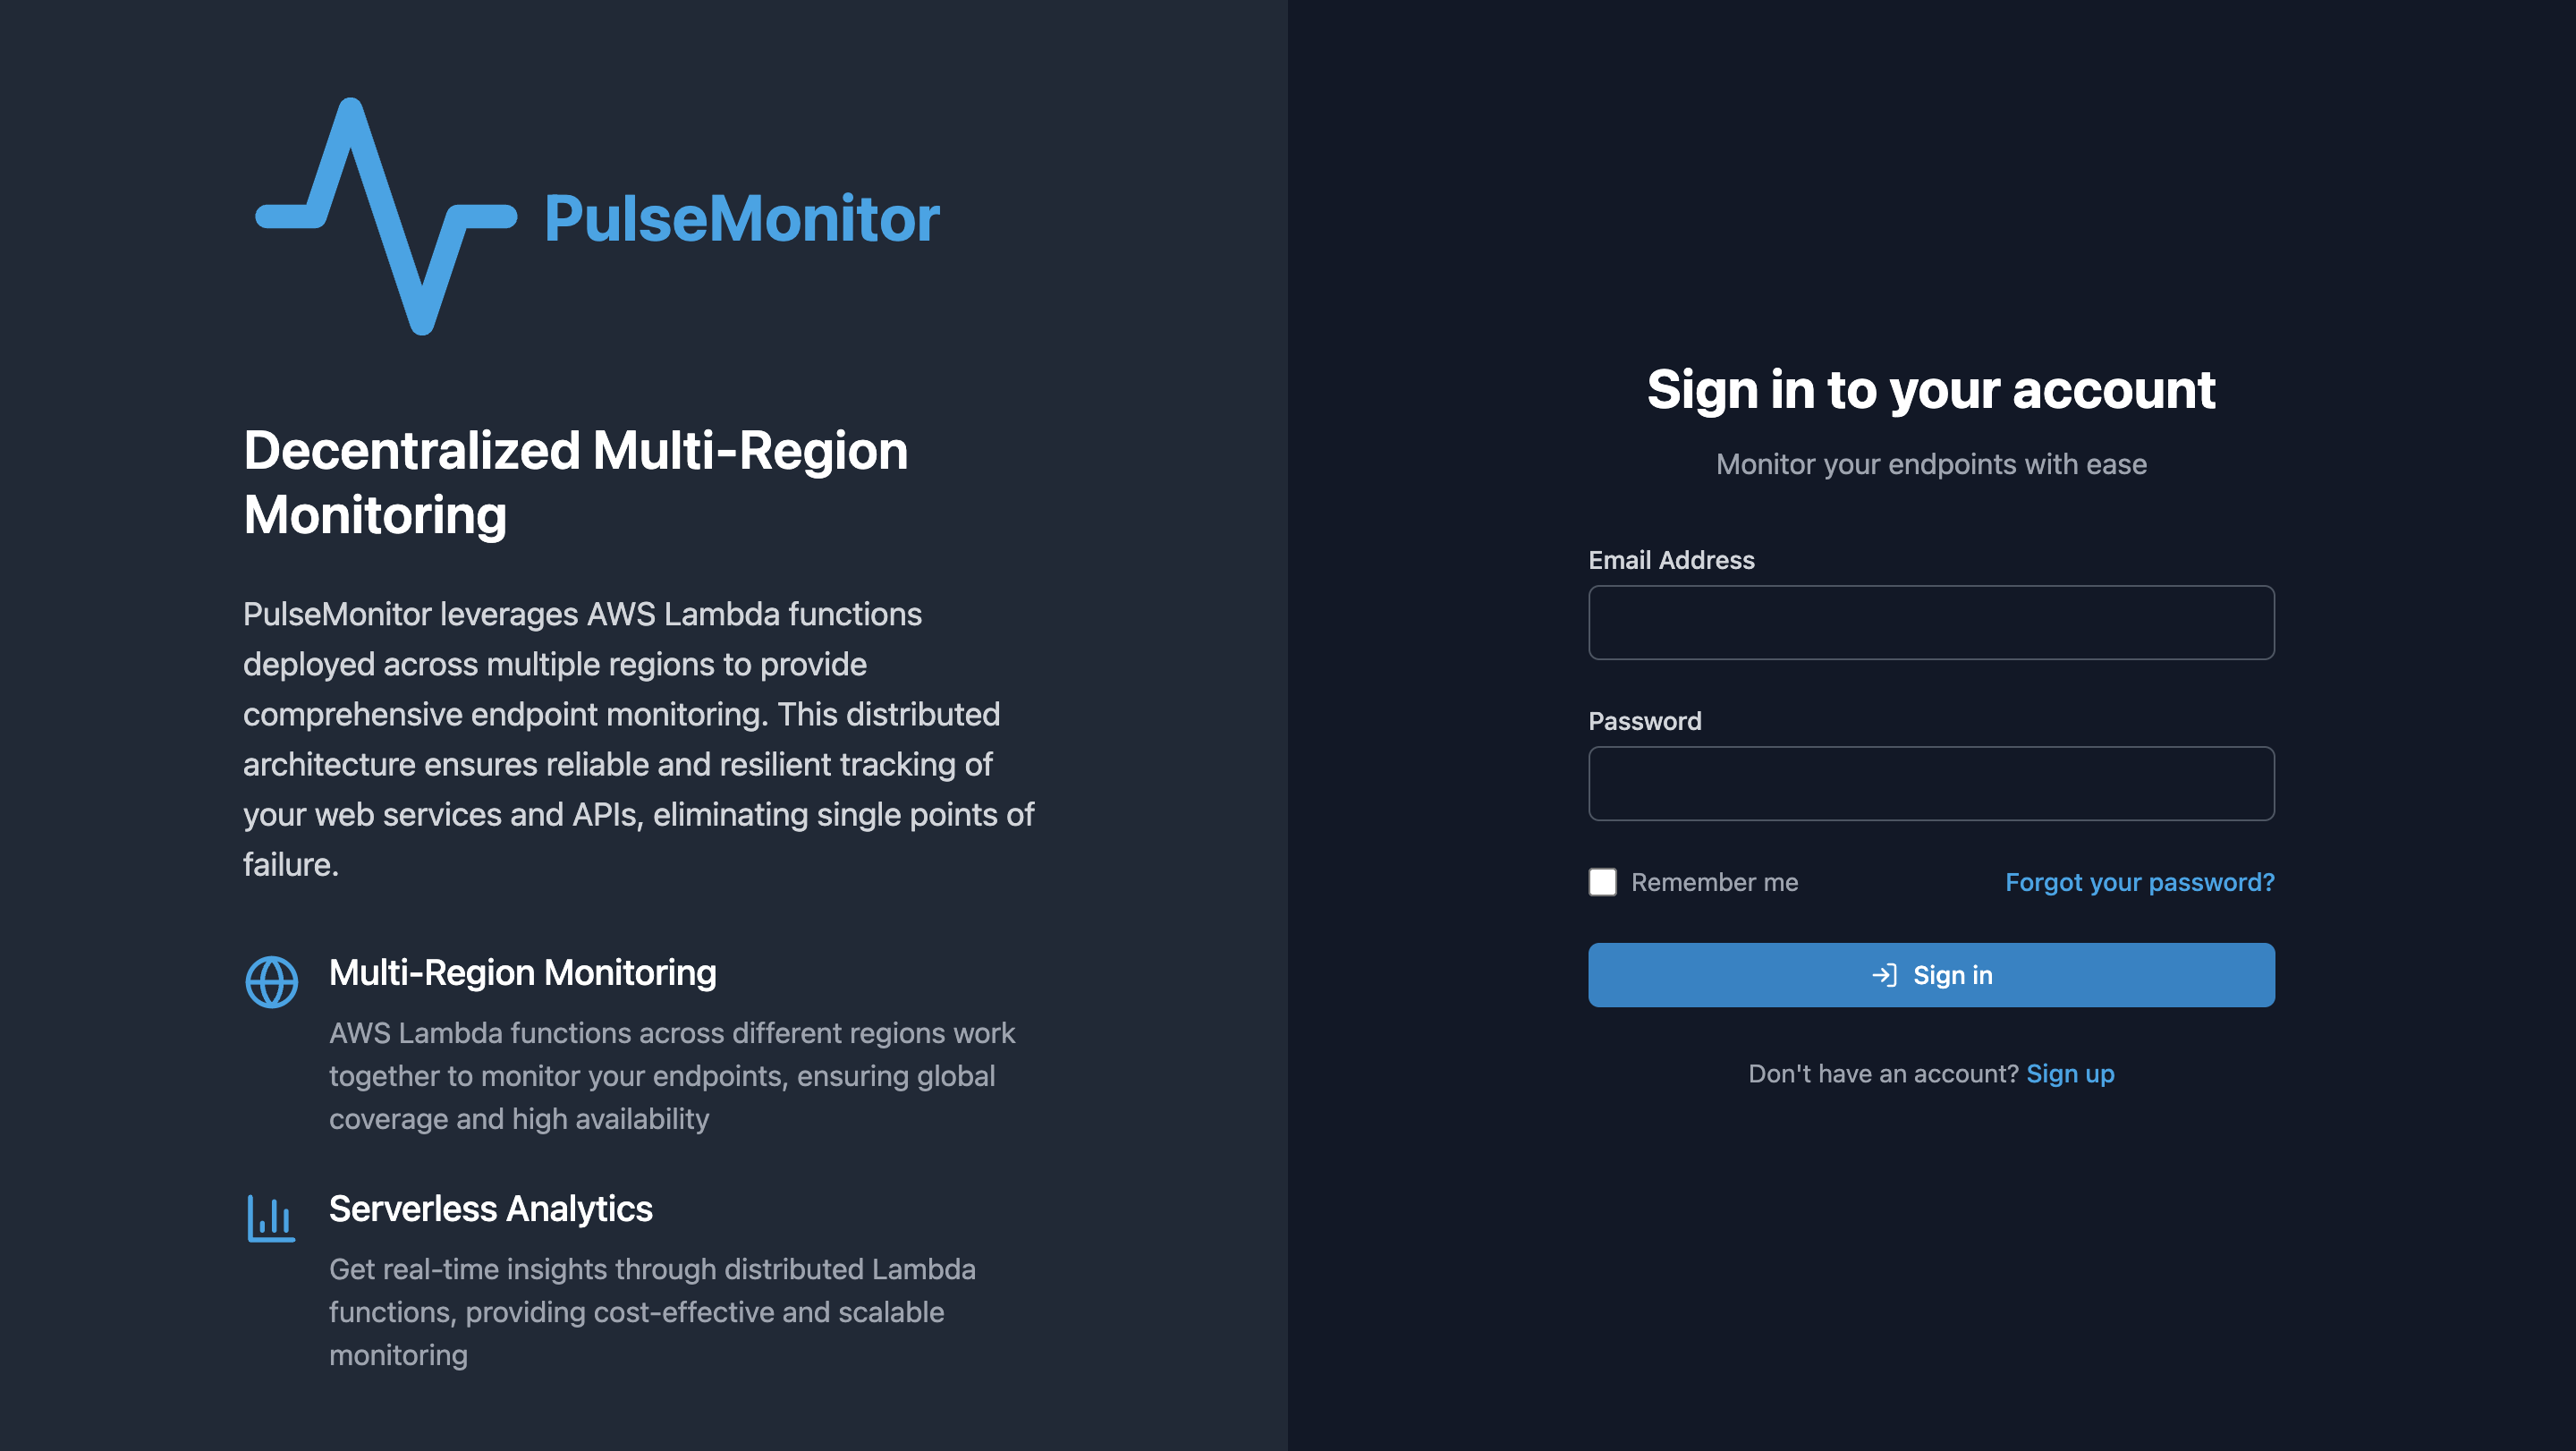 PulseMonitor
Decentralized Multi-Region
Monitoring
PulseMonitor leverages AWS Lambda functions
deployed across multiple regions to provide
comprehensive endpoint monitoring. This distributed
architecture ensures reliable and resilient tracking of
your web services and APIs, eliminating single points of
failure.
Multi-Region Monitoring
AWS Lambda functions across different regions work
together to monitor your endpoints, ensuring global
coverage and high availability
Serverless Analytics
Get real-time insights through distributed Lambda
functions, providing cost-effective and scalable
monitoring
Sign in to your account
Monitor your endpoints with ease
Email Address
Password
Remember me
Forgot your password?
Sign in
Don't have an account? Sign up